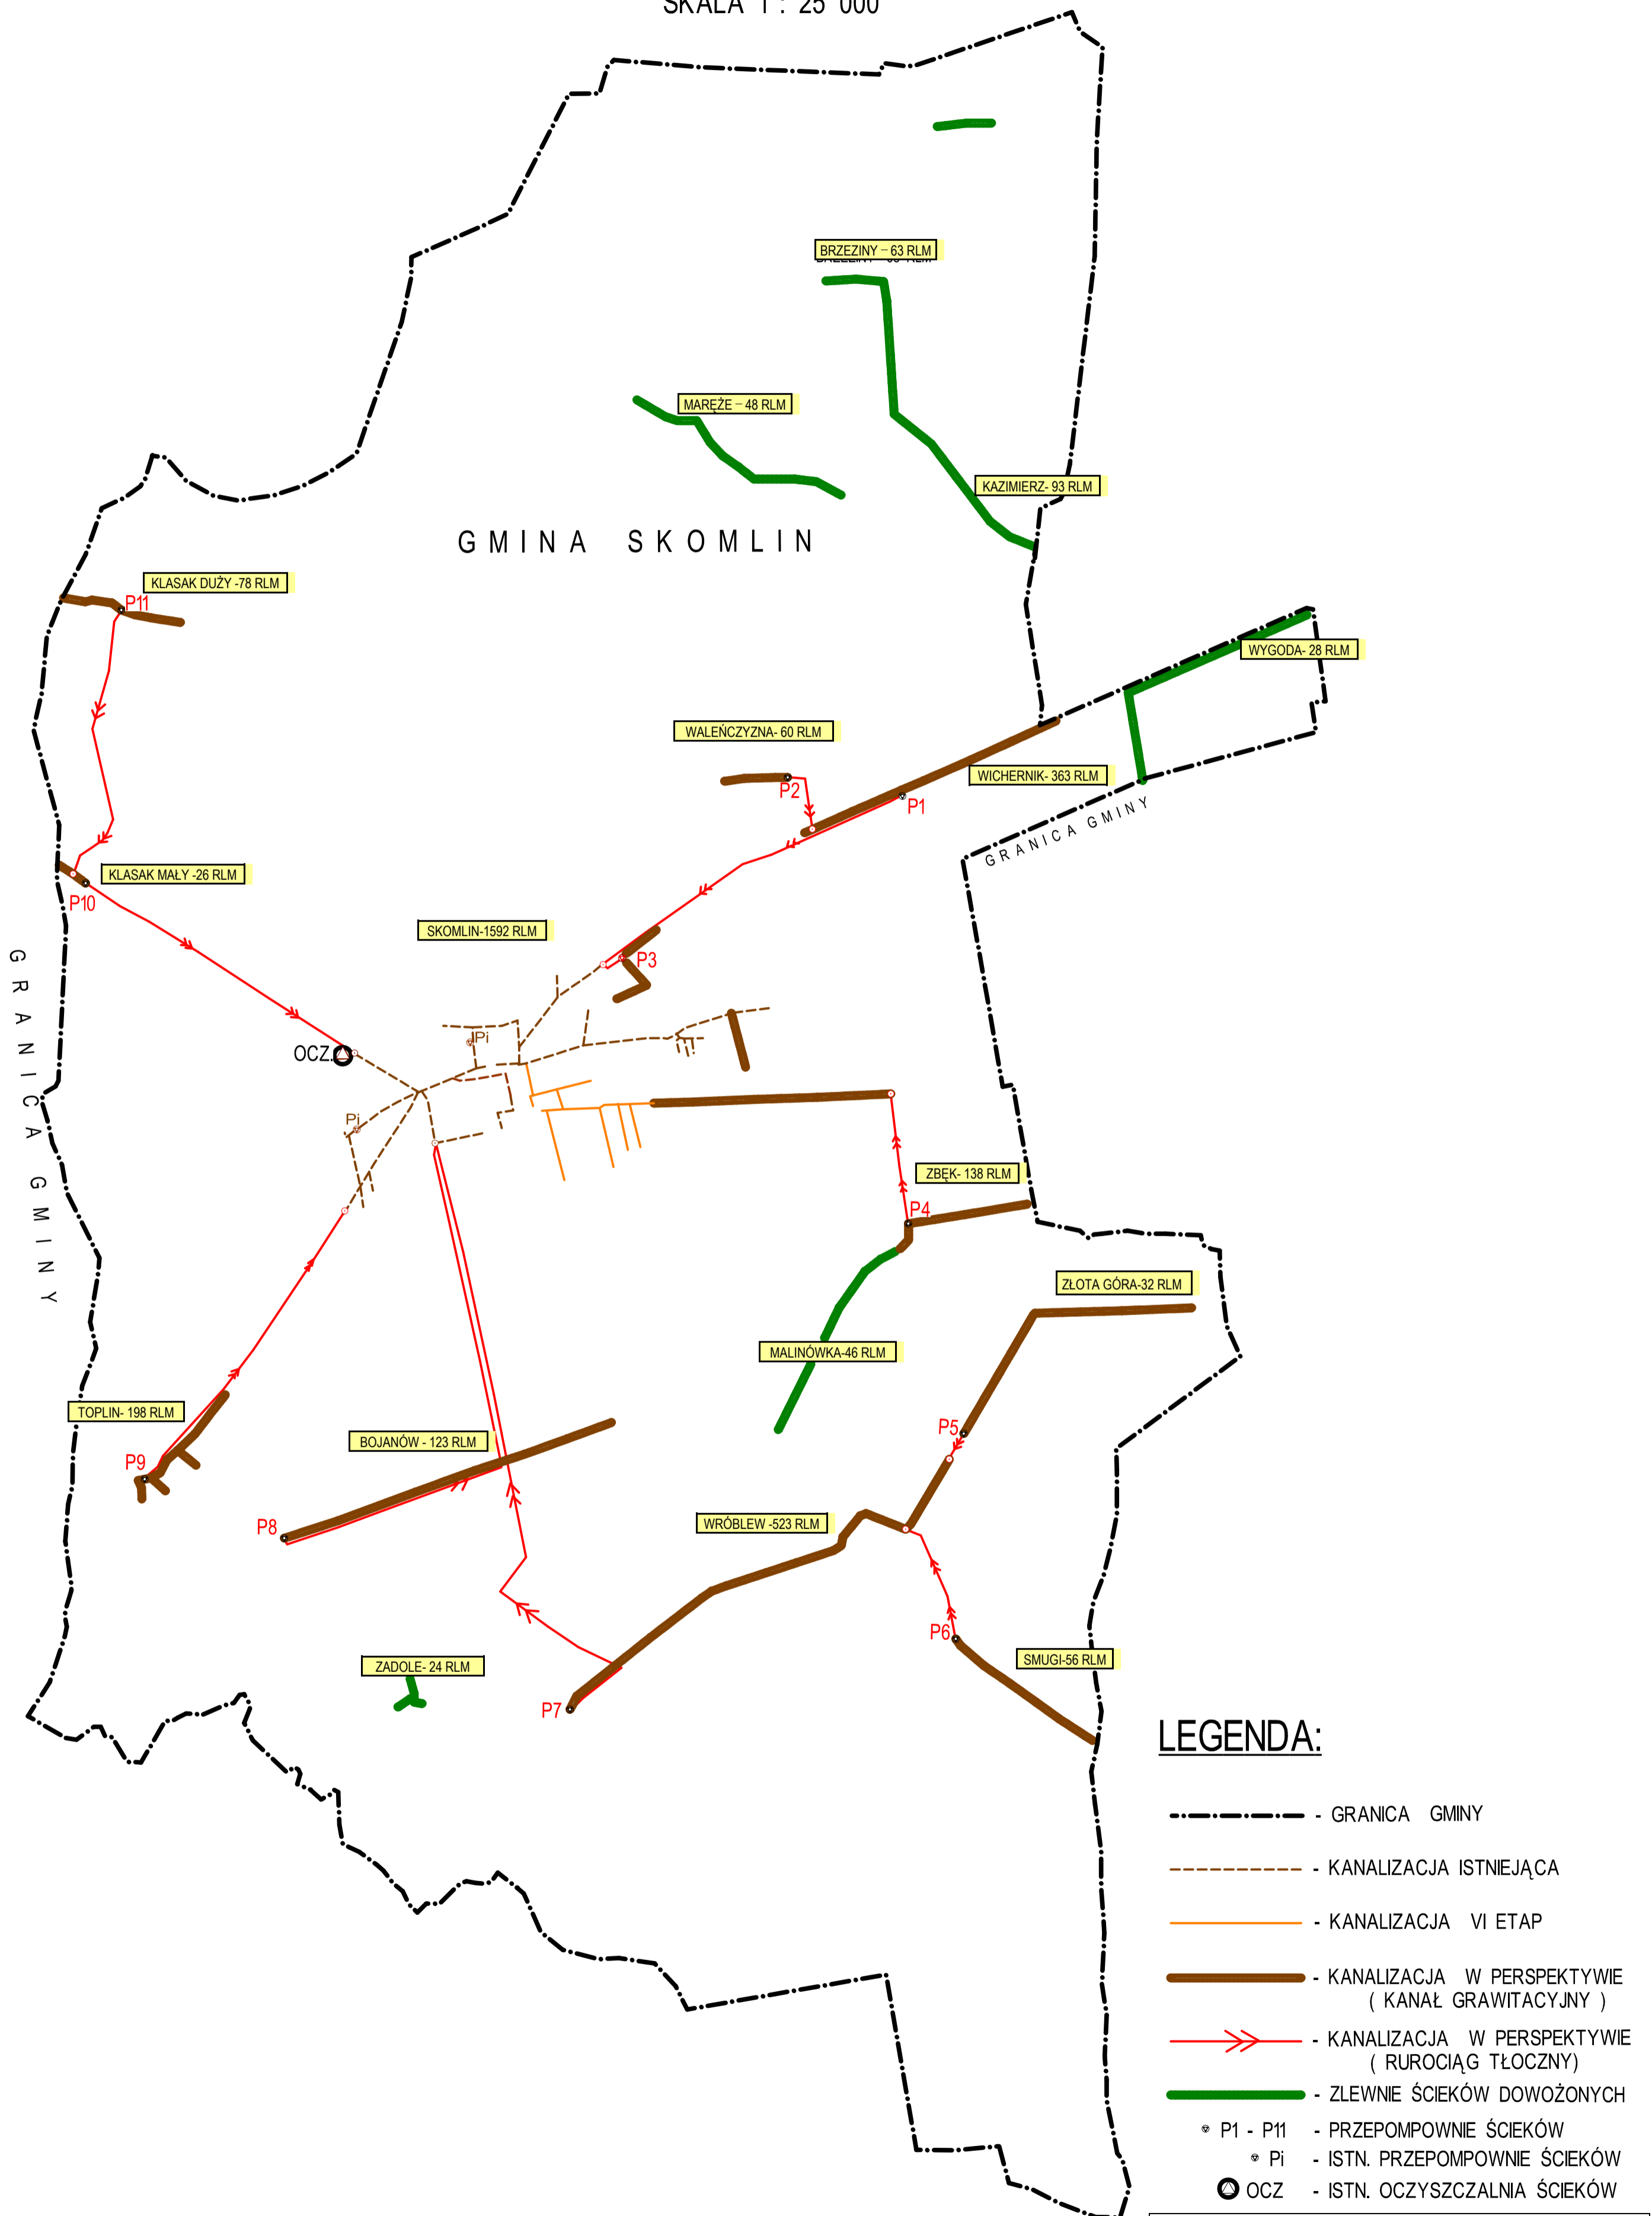 SKALA 1 : 25 000
BRZEZINY – 63 RLM
MARĘŻE – 48 RLM
KAZIMIERZ- 93 RLM
GMINA SKOMLIN
KLASAK DUŻY -78 RLM
P11
WYGODA- 28 RLM
WALEŃCZYZNA- 60 RLM
WICHERNIK- 363 RLM
P2
P1
GRANICA GMINY
KLASAK MAŁY -26 RLM
P10
SKOMLIN-1592 RLM
P3
GRANICA GMINY
Pi
OCZ.
Pi
ZBĘK- 138 RLM
P4
ZŁOTA GÓRA-32 RLM
MALINÓWKA-46 RLM
TOPLIN- 198 RLM
P5
BOJANÓW - 123 RLM
P9
P8
WRÓBLEW -523 RLM
P6
SMUGI-56 RLM
ZADOLE- 24 RLM
P7
LEGENDA:
- GRANICA GMINY
- KANALIZACJA ISTNIEJĄCA
- KANALIZACJA VI ETAP
- KANALIZACJA W PERSPEKTYWIE
( KANAŁ GRAWITACYJNY )
- KANALIZACJA W PERSPEKTYWIE
( RUROCIĄG TŁOCZNY)
- ZLEWNIE ŚCIEKÓW DOWOŻONYCH
P1 - P11 - PRZEPOMPOWNIE ŚCIEKÓW
Pi - ISTN. PRZEPOMPOWNIE ŚCIEKÓW
OCZ - ISTN. OCZYSZCZALNIA ŚCIEKÓW